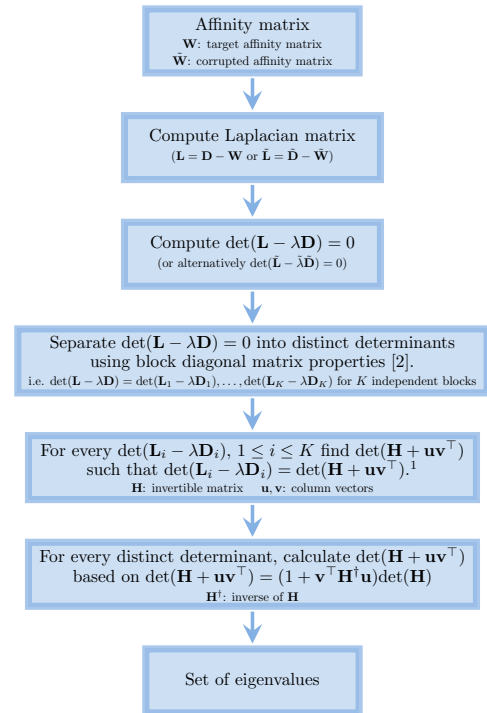 Affinity matrix
W: target affinity matrix
W̃: corrupted affinity matrix
Compute Laplacian matrix
(L = D − W or L̃ = D̃ − W̃)
Compute det(L − λD) = 0
(or alternatively det(L̃ − λ̃D̃) = 0)
Separate det(L − λD) = 0 into distinct determinants
using block diagonal matrix properties [2].
i.e. det(L − λD) = det(L₁ − λD₁), . . . , det(L_K − λD_K) for K independent blocks
For every det(Lᵢ − λDᵢ), 1 ≤ i ≤ K find det(H + uv⊤)
such that det(Lᵢ − λDᵢ) = det(H + uv⊤).¹
H: invertible matrix u, v: column vectors
For every distinct determinant, calculate det(H + uv⊤)
based on det(H + uv⊤) = (1 + v⊤H†u)det(H)
H†: inverse of H
Set of eigenvalues